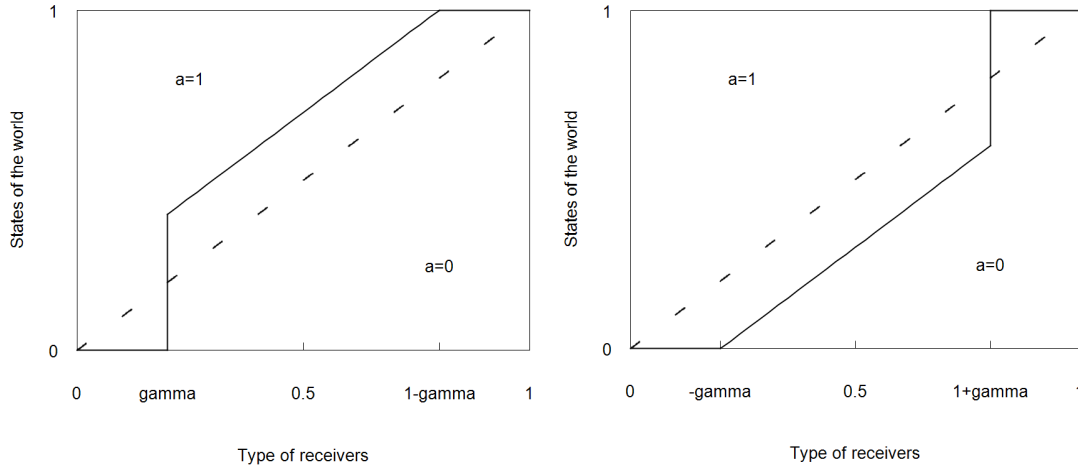 1
a=1
States of the world
a=0
0
0 gamma 0.5 1-gamma 1
Type of receivers
1
a=1
States of the world
a=0
0
0 -gamma 0.5 1+gamma 1
Type of receivers